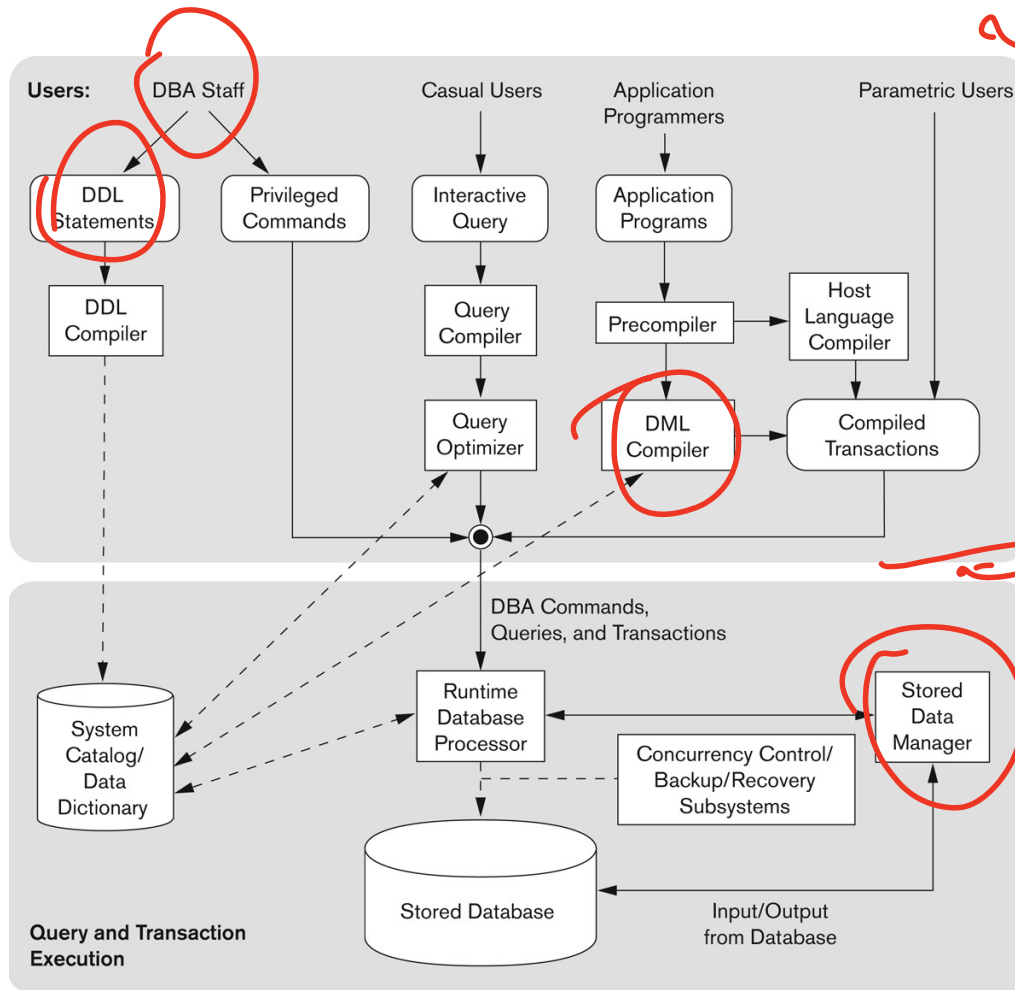 Users:
DBA Staff
Casual Users
Application
Programmers
Parametric Users
DDL
Statements
Privileged
Commands
Interactive
Query
Application
Programs
DDL
Compiler
Query
Compiler
Precompiler
Host
Language
Compiler
Query
Optimizer
DML
Compiler
Compiled
Transactions
DBA Commands,
Queries, and Transactions
System
Catalog/
Data
Dictionary
Runtime
Database
Processor
Stored
Data
Manager
Concurrency Control/
Backup/Recovery
Subsystems
Stored Database
Input/Output
from Database
Query and Transaction
Execution